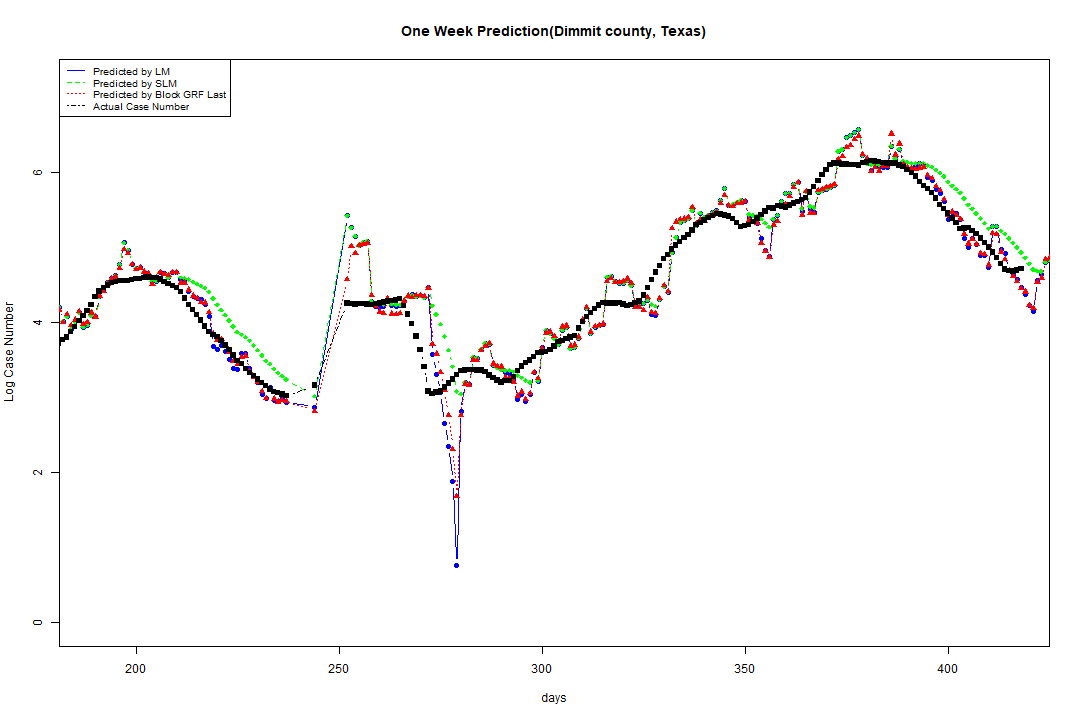 One Week Prediction(Dimmit county, Texas)
Predicted by LM
Predicted by SLM
Predicted by Block GRF Last
Actual Case Number
6
4
2
0
Log Case Number
200 250 300 350 400
days